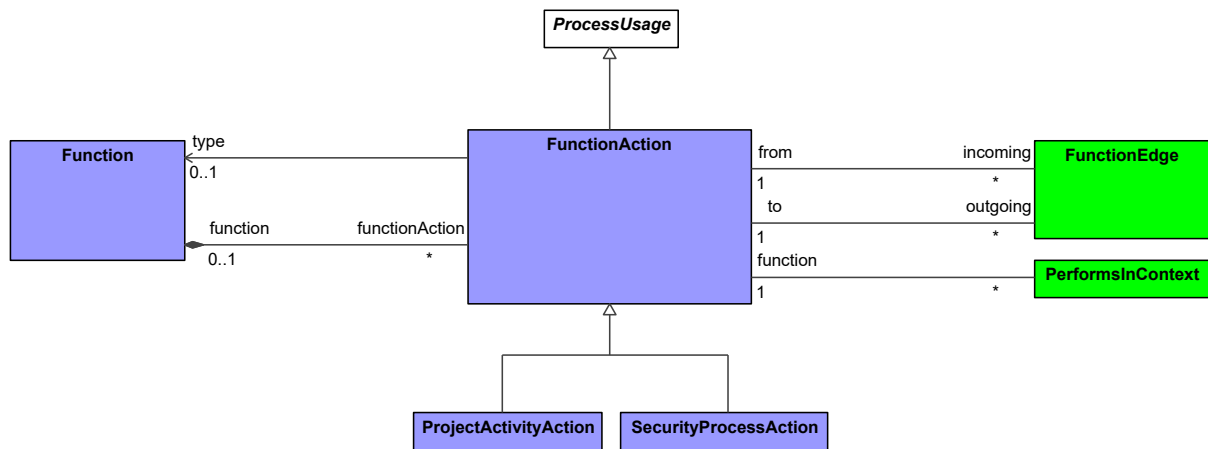 ProcessUsage
type
Function
0..1
function
functionAction
0..1
*
FunctionAction
from
incoming
1
*
to
outgoing
1
*
function
1
*
FunctionEdge
PerformsInContext
ProjectActivityAction
SecurityProcessAction